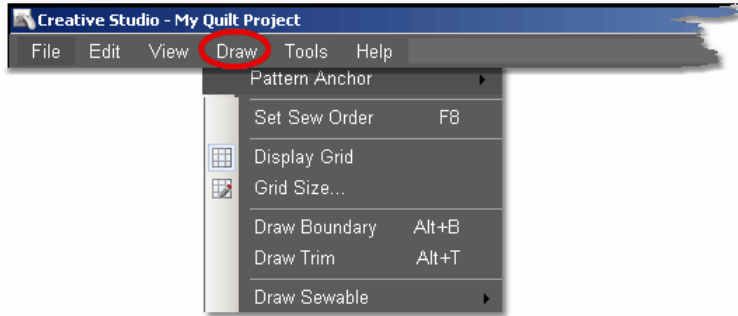 Creative Studio - My Quilt Project
File Edit View Draw Tools Help
Pattern Anchor
Set Sew Order F8
Display Grid
Grid Size...
Draw Boundary Alt+B
Draw Trim Alt+T
Draw Sewable